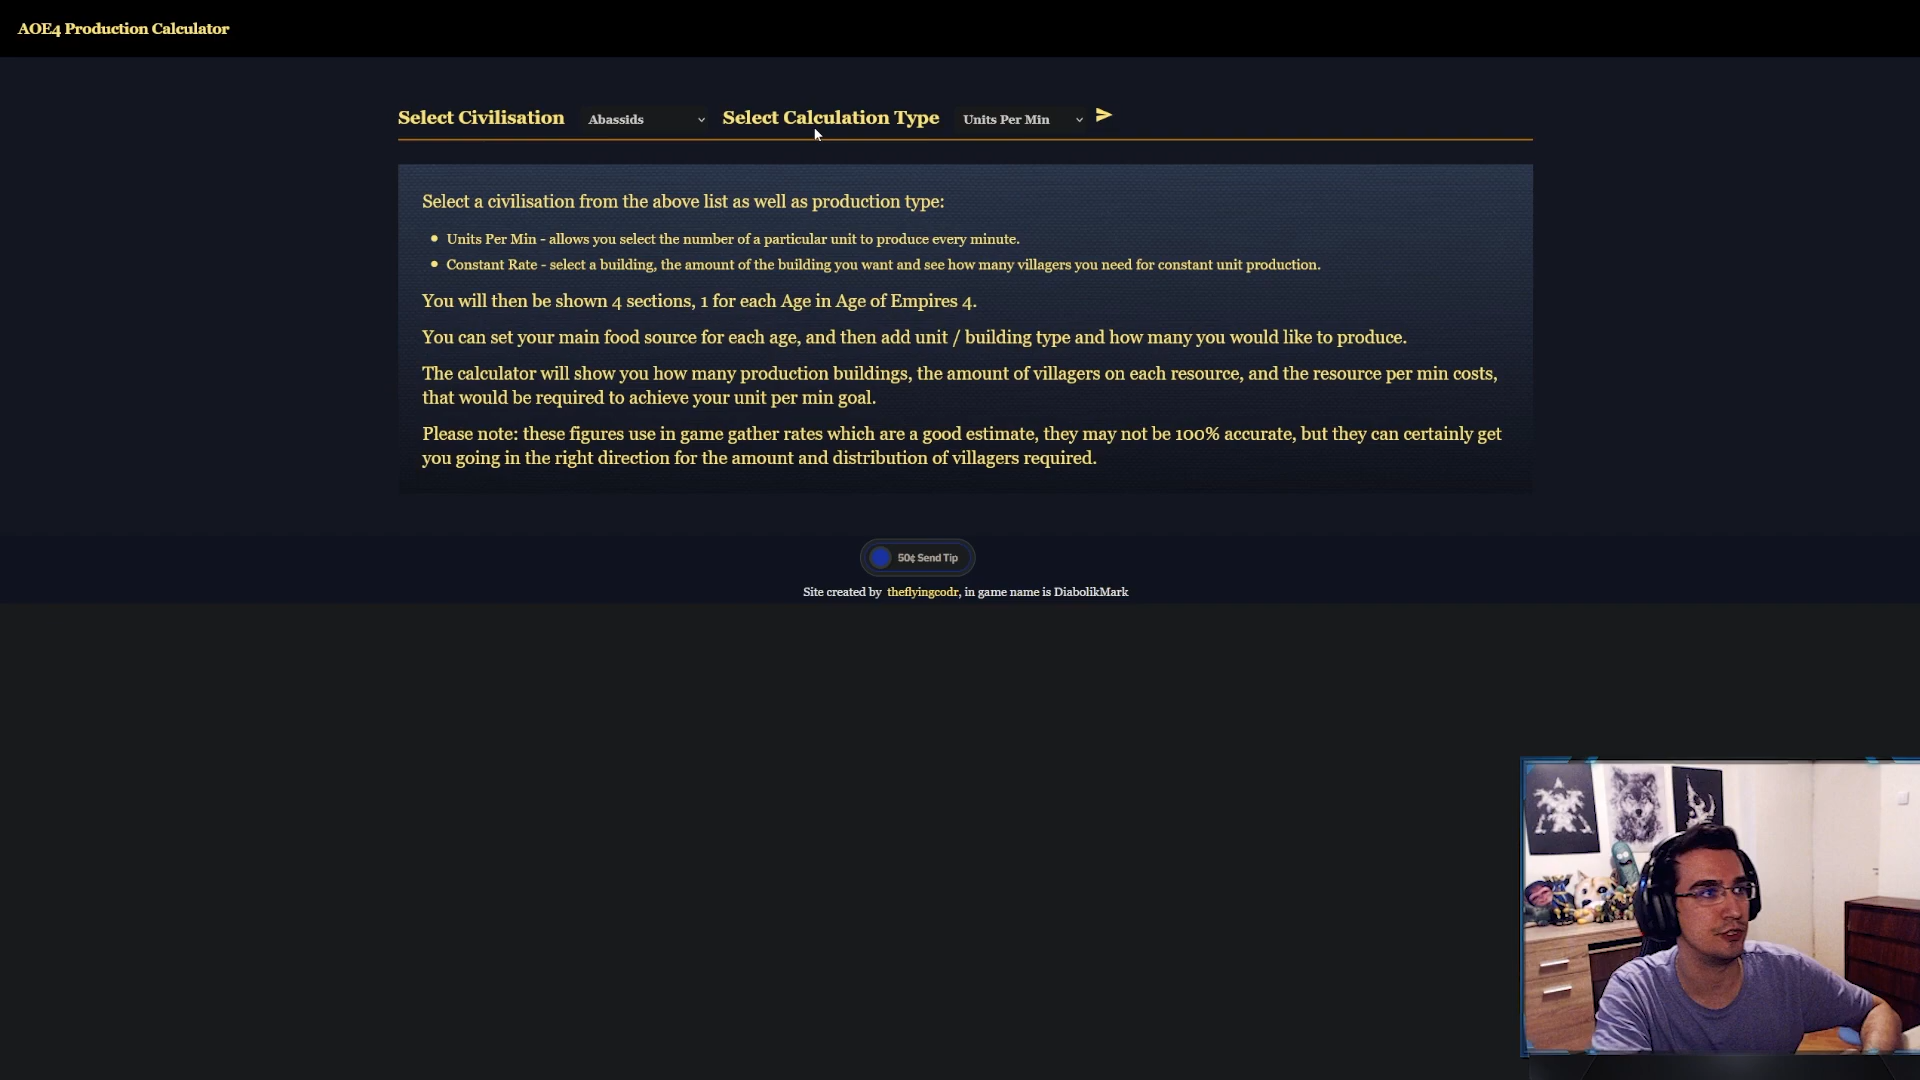 AOE4 Production Calculator
Select Civilisation Abassids Select Calculation Type Units Per Min
Select a civilisation from the above list as well as production type:
Units Per Min - allows you select the number of a particular unit to produce every minute.
Constant Rate - select a building, the amount of the building you want and see how many villagers you need for constant unit production.
You will then be shown 4 sections, 1 for each Age in Age of Empires 4.
You can set your main food source for each age, and then add unit / building type and how many you would like to produce.
The calculator will show you how many production buildings, the amount of villagers on each resource, and the resource per min costs,
that would be required to achieve your unit per min goal.
Please note: these figures use in game gather rates which are a good estimate, they may not be 100% accurate, but they can certainly get
you going in the right direction for the amount and distribution of villagers required.
50¢ Send Tip
Site created by theflyingcodr, in game name is DiabolikMark